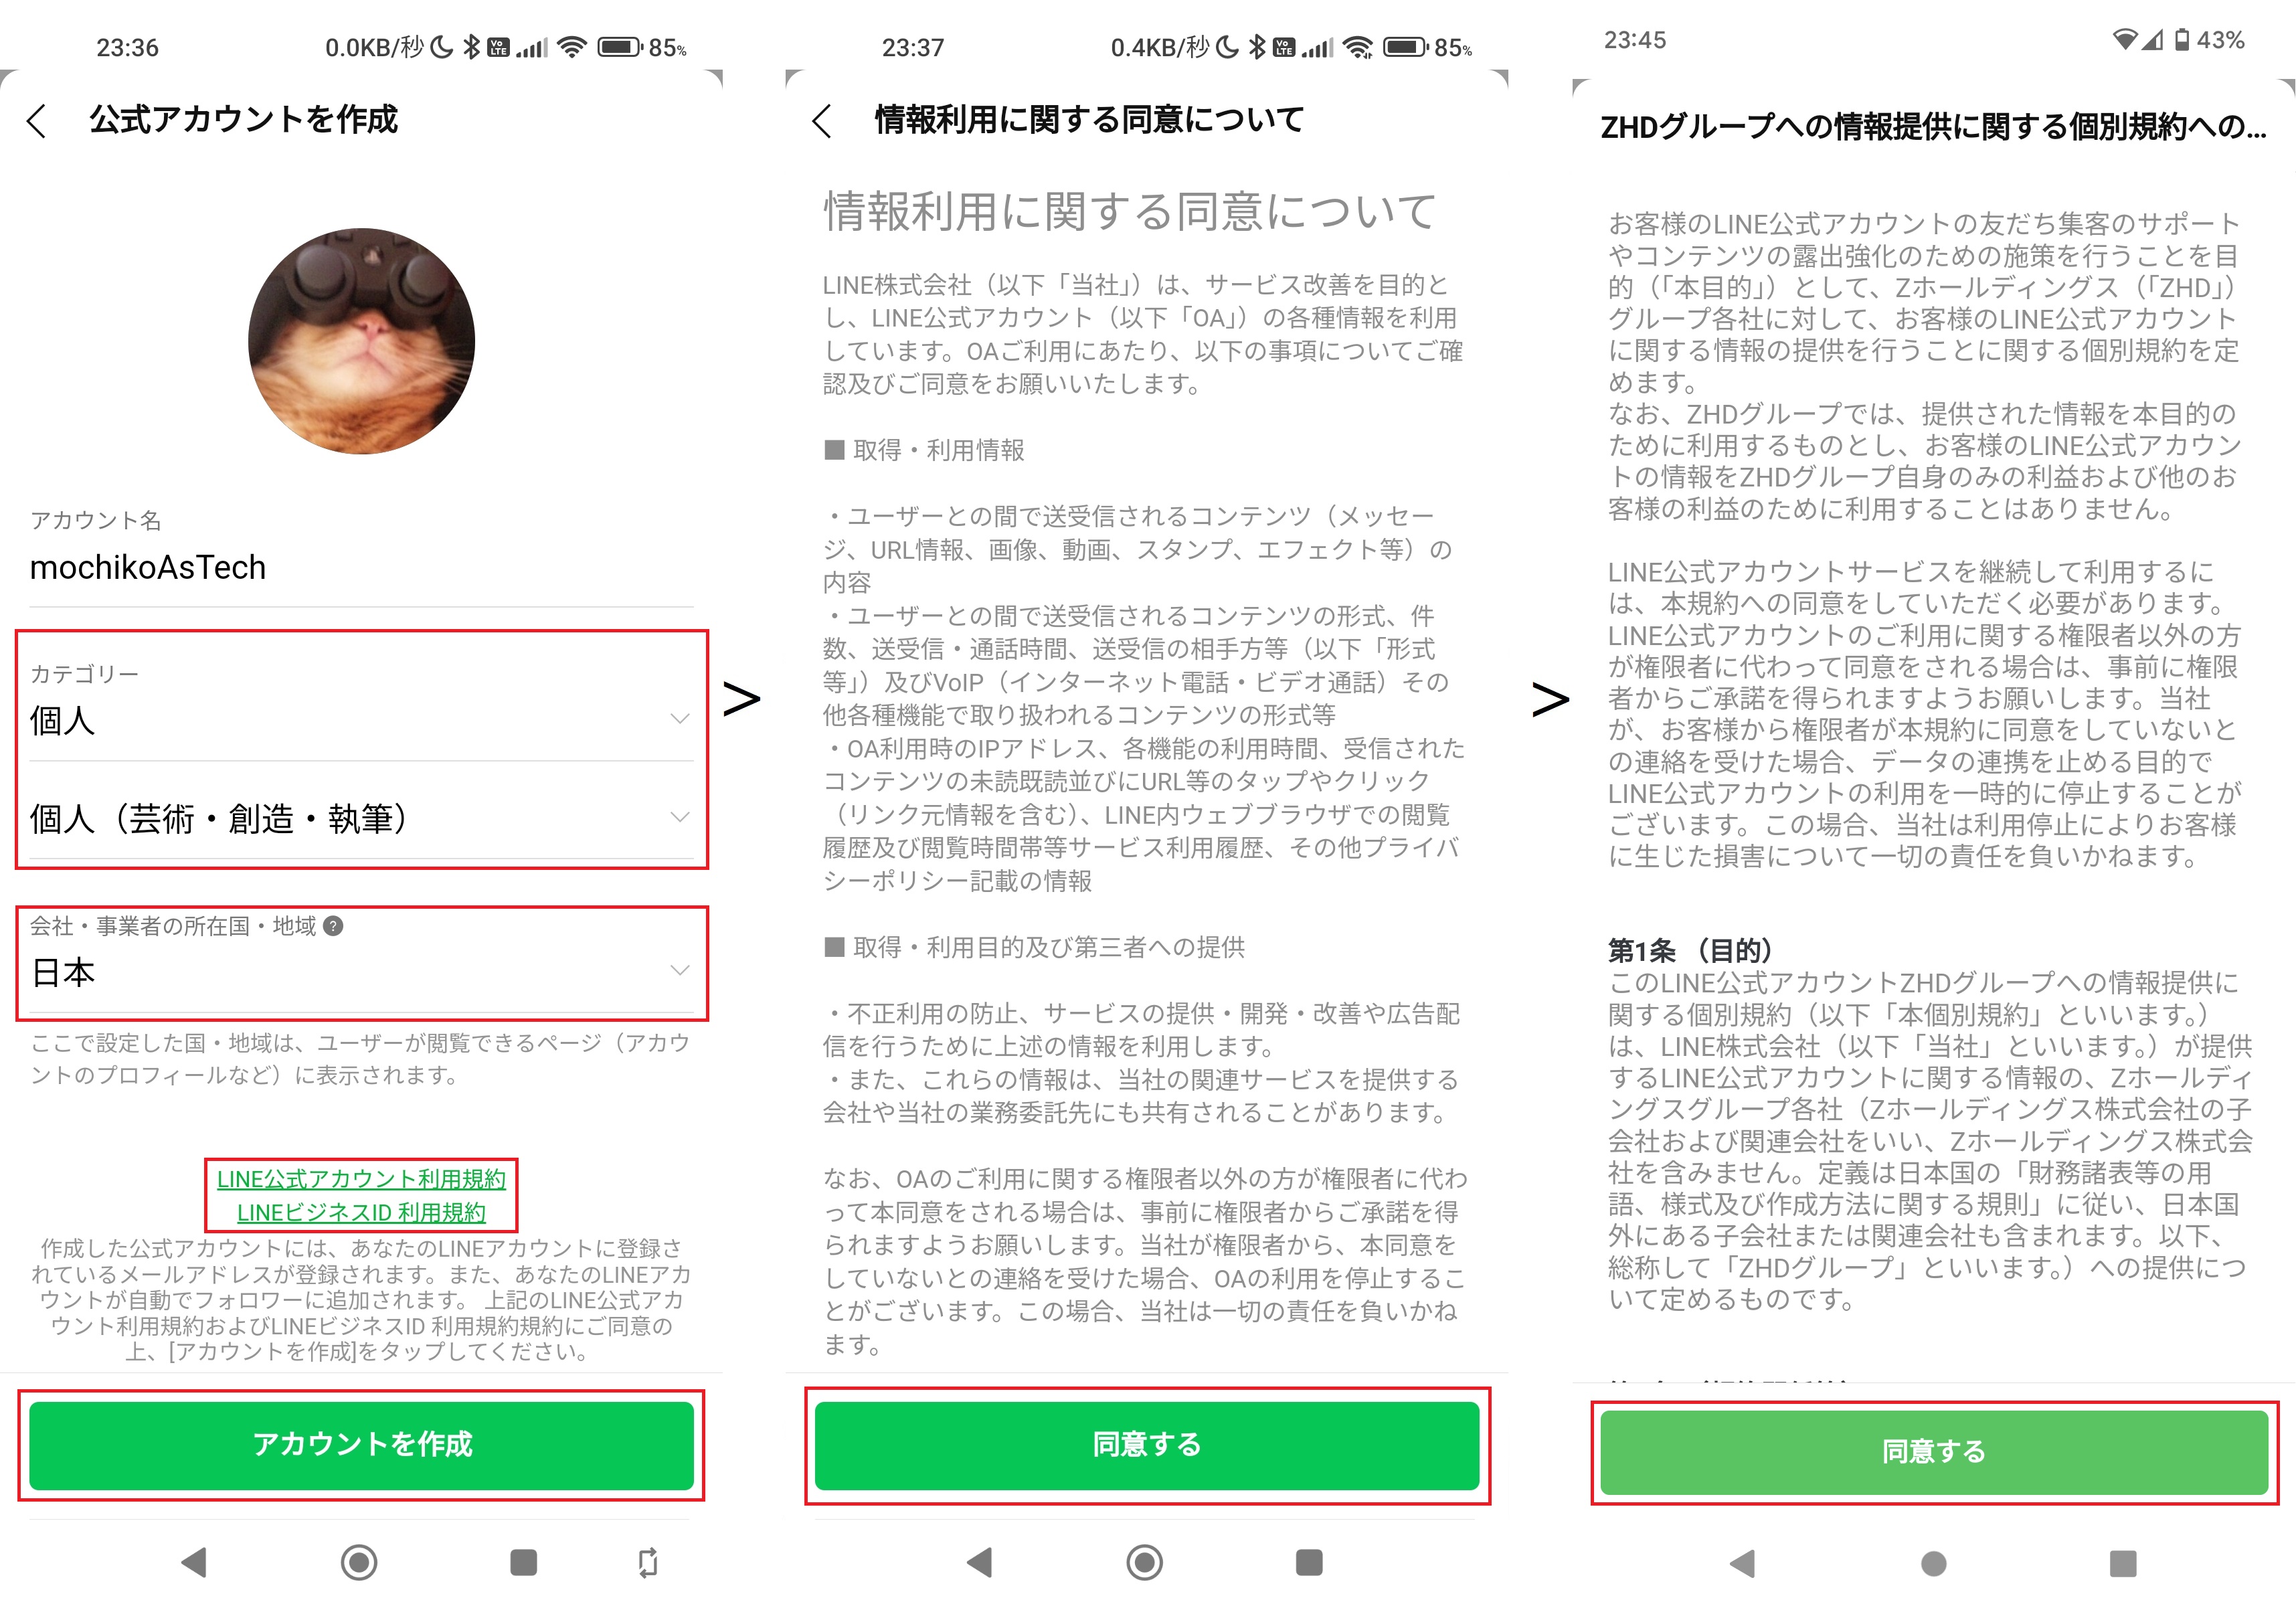 23:36
0.0KB/秒
85%
公式アカウントを作成
アカウント名
mochikoAsTech
カテゴリー
個人
個人（芸術・創造・執筆）
会社・事業者の所在国・地域 ?
日本
ここで設定した国・地域は、ユーザーが閲覧できるページ（アカウ
ントのプロフィールなど）に表示されます。
LINE公式アカウント利用規約
LINEビジネスID 利用規約
作成した公式アカウントには、あなたのLINEアカウントに登録さ
れているメールアドレスが登録されます。また、あなたのLINEアカ
ウントが自動でフォロワーに追加されます。 上記のLINE公式アカ
ウント利用規約およびLINEビジネスID 利用規約規約にご同意の
上、[アカウントを作成]をタップしてください。
アカウントを作成
>
23:37
0.4KB/秒
85%
情報利用に関する同意について
情報利用に関する同意について
LINE株式会社（以下「当社」）は、サービス改善を目的と
し、LINE公式アカウント（以下「OA」）の各種情報を利用
しています。OAご利用にあたり、以下の事項についてご確
認及びご同意をお願いいたします。
■ 取得・利用情報
・ユーザーとの間で送受信されるコンテンツ（メッセー
ジ、URL情報、画像、動画、スタンプ、エフェクト等）の
内容
・ユーザーとの間で送受信されるコンテンツの形式、件
数、送受信・通話時間、送受信の相手方等（以下「形式
等」）及びVoIP（インターネット電話・ビデオ通話）その
他各種機能で取り扱われるコンテンツの形式等
・OA利用時のIPアドレス、各機能の利用時間、受信された
コンテンツの未読既読並びにURL等のタップやクリック
（リンク元情報を含む）、LINE内ウェブブラウザでの閲覧
履歴及び閲覧時間帯等サービス利用履歴、その他プライバ
シーポリシー記載の情報
■ 取得・利用目的及び第三者への提供
・不正利用の防止、サービスの提供・開発・改善や広告配
信を行うために上述の情報を利用します。
・また、これらの情報は、当社の関連サービスを提供する
会社や当社の業務委託先にも共有されることがあります。
なお、OAのご利用に関する権限者以外の方が権限者に代わ
って本同意をされる場合は、事前に権限者からご承諾を得
られますようお願いします。当社が権限者から、本同意を
していないとの連絡を受けた場合、OAの利用を停止するこ
とがございます。この場合、当社は一切の責任を負いかね
ます。
同意する
>
23:45
43%
ZHDグループへの情報提供に関する個別規約への...
お客様のLINE公式アカウントの友だち集客のサポート
やコンテンツの露出強化のための施策を行うことを目
的（「本目的」）として、Zホールディングス（「ZHD」）
グループ各社に対して、お客様のLINE公式アカウント
に関する情報の提供を行うことに関する個別規約を定
めます。
なお、ZHDグループでは、提供された情報を本目的の
ために利用するものとし、お客様のLINE公式アカウン
トの情報をZHDグループ自身のみの利益および他のお
客様の利益のために利用することはありません。
LINE公式アカウントサービスを継続して利用するに
は、本規約への同意をしていただく必要があります。
LINE公式アカウントのご利用に関する権限者以外の方
が権限者に代わって同意をされる場合は、事前に権限
者からご承諾を得られますようお願いします。当社
が、お客様から権限者が本規約に同意をしていないと
の連絡を受けた場合、データの連携を止める目的で
LINE公式アカウントの利用を一時的に停止することが
ございます。この場合、当社は利用停止によりお客様
に生じた損害について一切の責任を負いかねます。
第1条 （目的）
このLINE公式アカウントZHDグループへの情報提供に
関する個別規約（以下「本個別規約」といいます。）
は、LINE株式会社（以下「当社」といいます。）が提供
するLINE公式アカウントに関する情報の、Zホールディ
ングスグループ各社（Zホールディングス株式会社の子
会社および関連会社をいい、Zホールディングス株式会
社を含みません。定義は日本国の「財務諸表等の用
語、様式及び作成方法に関する規則」に従い、日本国
外にある子会社または関連会社も含まれます。以下、
総称して「ZHDグループ」といいます。）への提供につ
いて定めるものです。
同意する